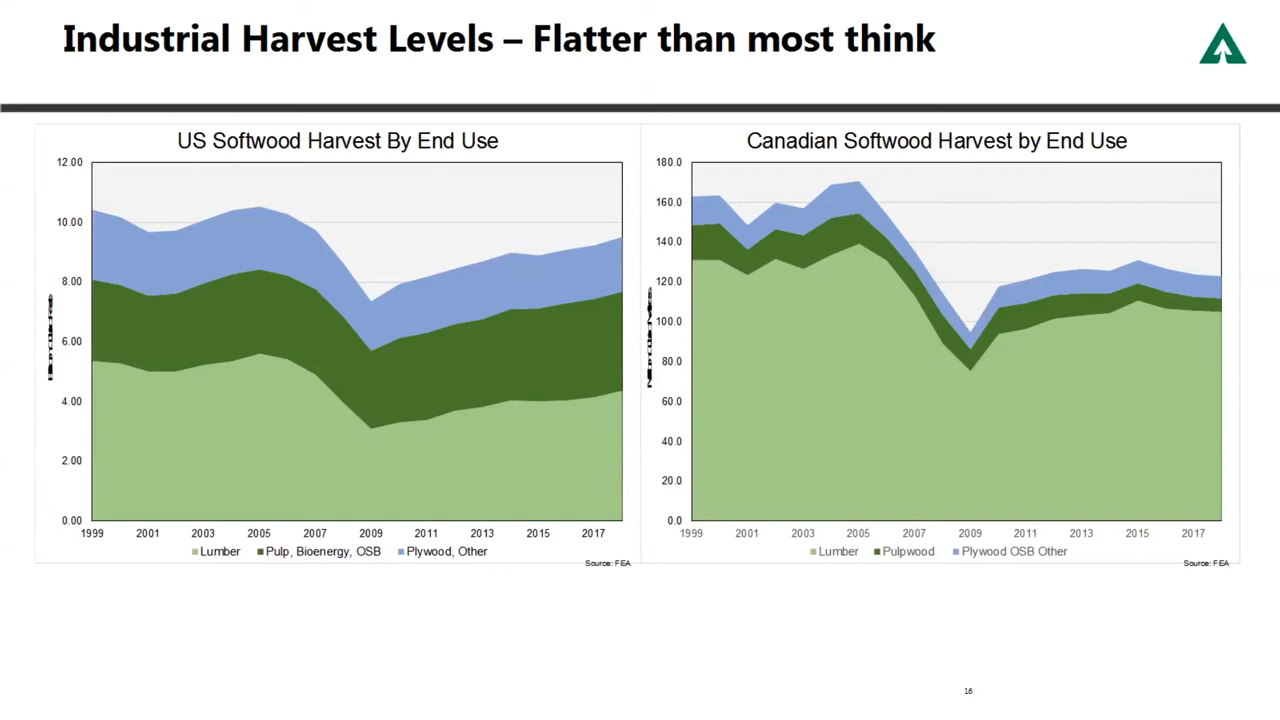 Industrial Harvest Levels – Flatter than most think
US Softwood Harvest By End Use
12.00
10.00
8.00
6.00
4.00
2.00
0.00
1999 2001 2003 2005 2007 2009 2011 2013 2015 2017
Lumber Pulp, Bioenergy, OSB Plywood, Other
Source: FEA
Canadian Softwood Harvest by End Use
180.0
160.0
140.0
120.0
100.0
80.0
60.0
40.0
20.0
0.0
1999 2001 2003 2005 2007 2009 2011 2013 2015 2017
Lumber Pulpwood Plywood OSB Other
Source: FEA
16